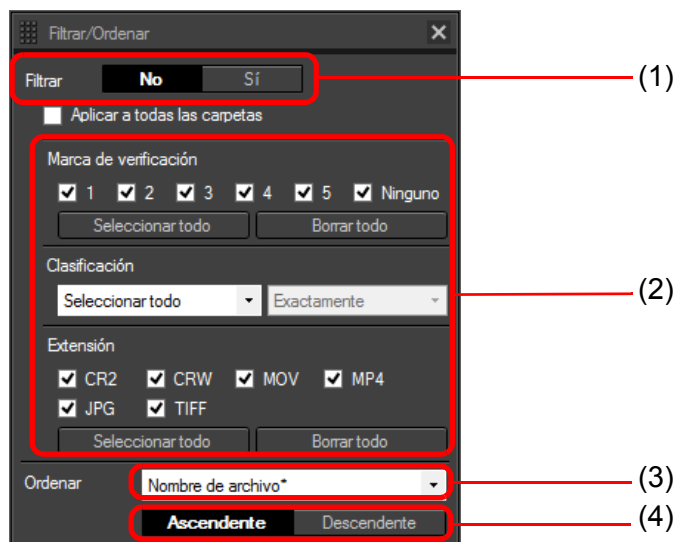 Filtrar/Ordenar
Filtrar No Sí (1)
Aplicar a todas las carpetas
Marca de verificación
1 2 3 4 5 Ninguno
Seleccionar todo Borrar todo
Clasificación
Seleccionar todo Exactamente (2)
Extensión
CR2 CRW MOV MP4
JPG TIFF
Seleccionar todo Borrar todo
Ordenar Nombre de archivo* (3)
Ascendente Descendente (4)